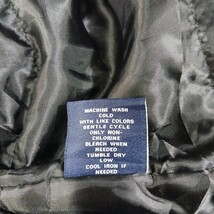 MACHINE WASH
COLD
WITH LIKE COLORS
GENTLE CYCLE
ONLY NON-
CHLORINE
BLEACH WHEN
NEEDED
TUMBLE DRY
LOW
COOL IRON IF
NEEDED